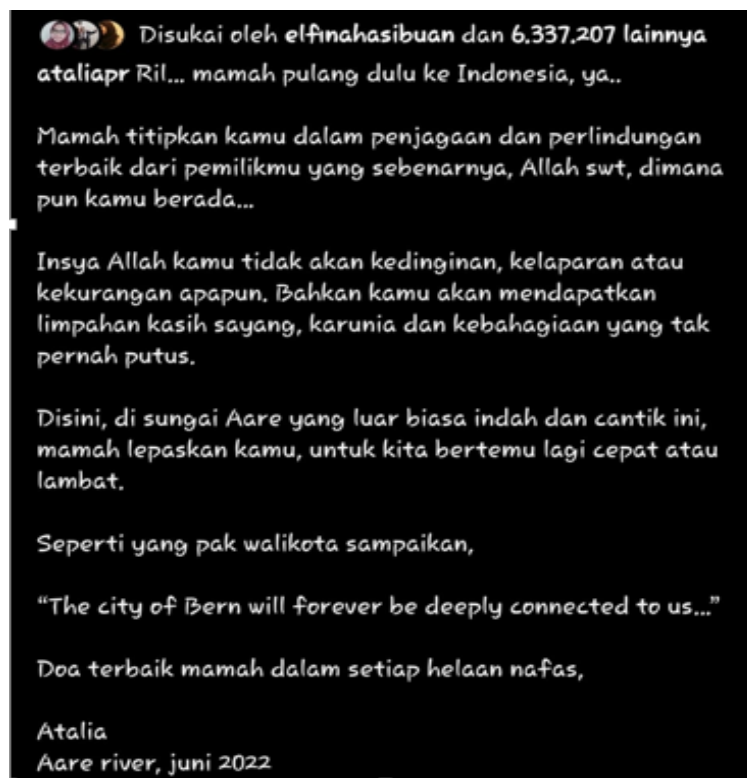 Disukai oleh elfinahasibuan dan 6.337.207 lainnya
ataliapr Ril... mamah pulang dulu ke Indonesia, ya..
Mamah titipkan kamu dalam penjagaan dan perlindungan
terbaik dari pemilikmu yang sebenarnya, Allah swt, dimana
pun kamu berada...
Insya Allah kamu tidak akan kedinginan, kelaparan atau
kekurangan apapun. Bahkan kamu akan mendapatkan
limpahan kasih sayang, karunia dan kebahagiaan yang tak
pernah putus.
Disini, di sungai Aare yang luar biasa indah dan cantik ini,
mamah lepaskan kamu, untuk kita bertemu lagi cepat atau
lambat.
Seperti yang pak walikota sampaikan,
“The city of Bern will forever be deeply connected to us...”
Doa terbaik mamah dalam setiap helaan nafas,
Atalia
Aare river, juni 2022